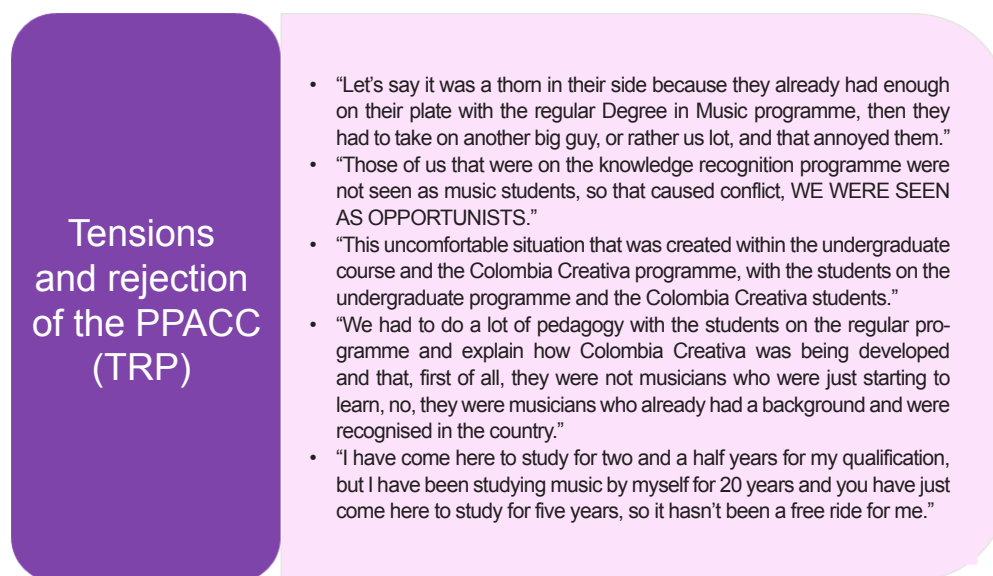 Tensions
and rejection
of the PPACC
(TRP)
• “Let’s say it was a thorn in their side because they already had enough
on their plate with the regular Degree in Music programme, then they
had to take on another big guy, or rather us lot, and that annoyed them.”
• “Those of us that were on the knowledge recognition programme were
not seen as music students, so that caused conflict, WE WERE SEEN
AS OPPORTUNISTS.”
• “This uncomfortable situation that was created within the undergraduate
course and the Colombia Creativa programme, with the students on the
undergraduate programme and the Colombia Creativa students.”
• “We had to do a lot of pedagogy with the students on the regular pro-
gramme and explain how Colombia Creativa was being developed
and that, first of all, they were not musicians who were just starting to
learn, no, they were musicians who already had a background and were
recognised in the country.”
• “I have come here to study for two and a half years for my qualification,
but I have been studying music by myself for 20 years and you have just
come here to study for five years, so it hasn’t been a free ride for me.”